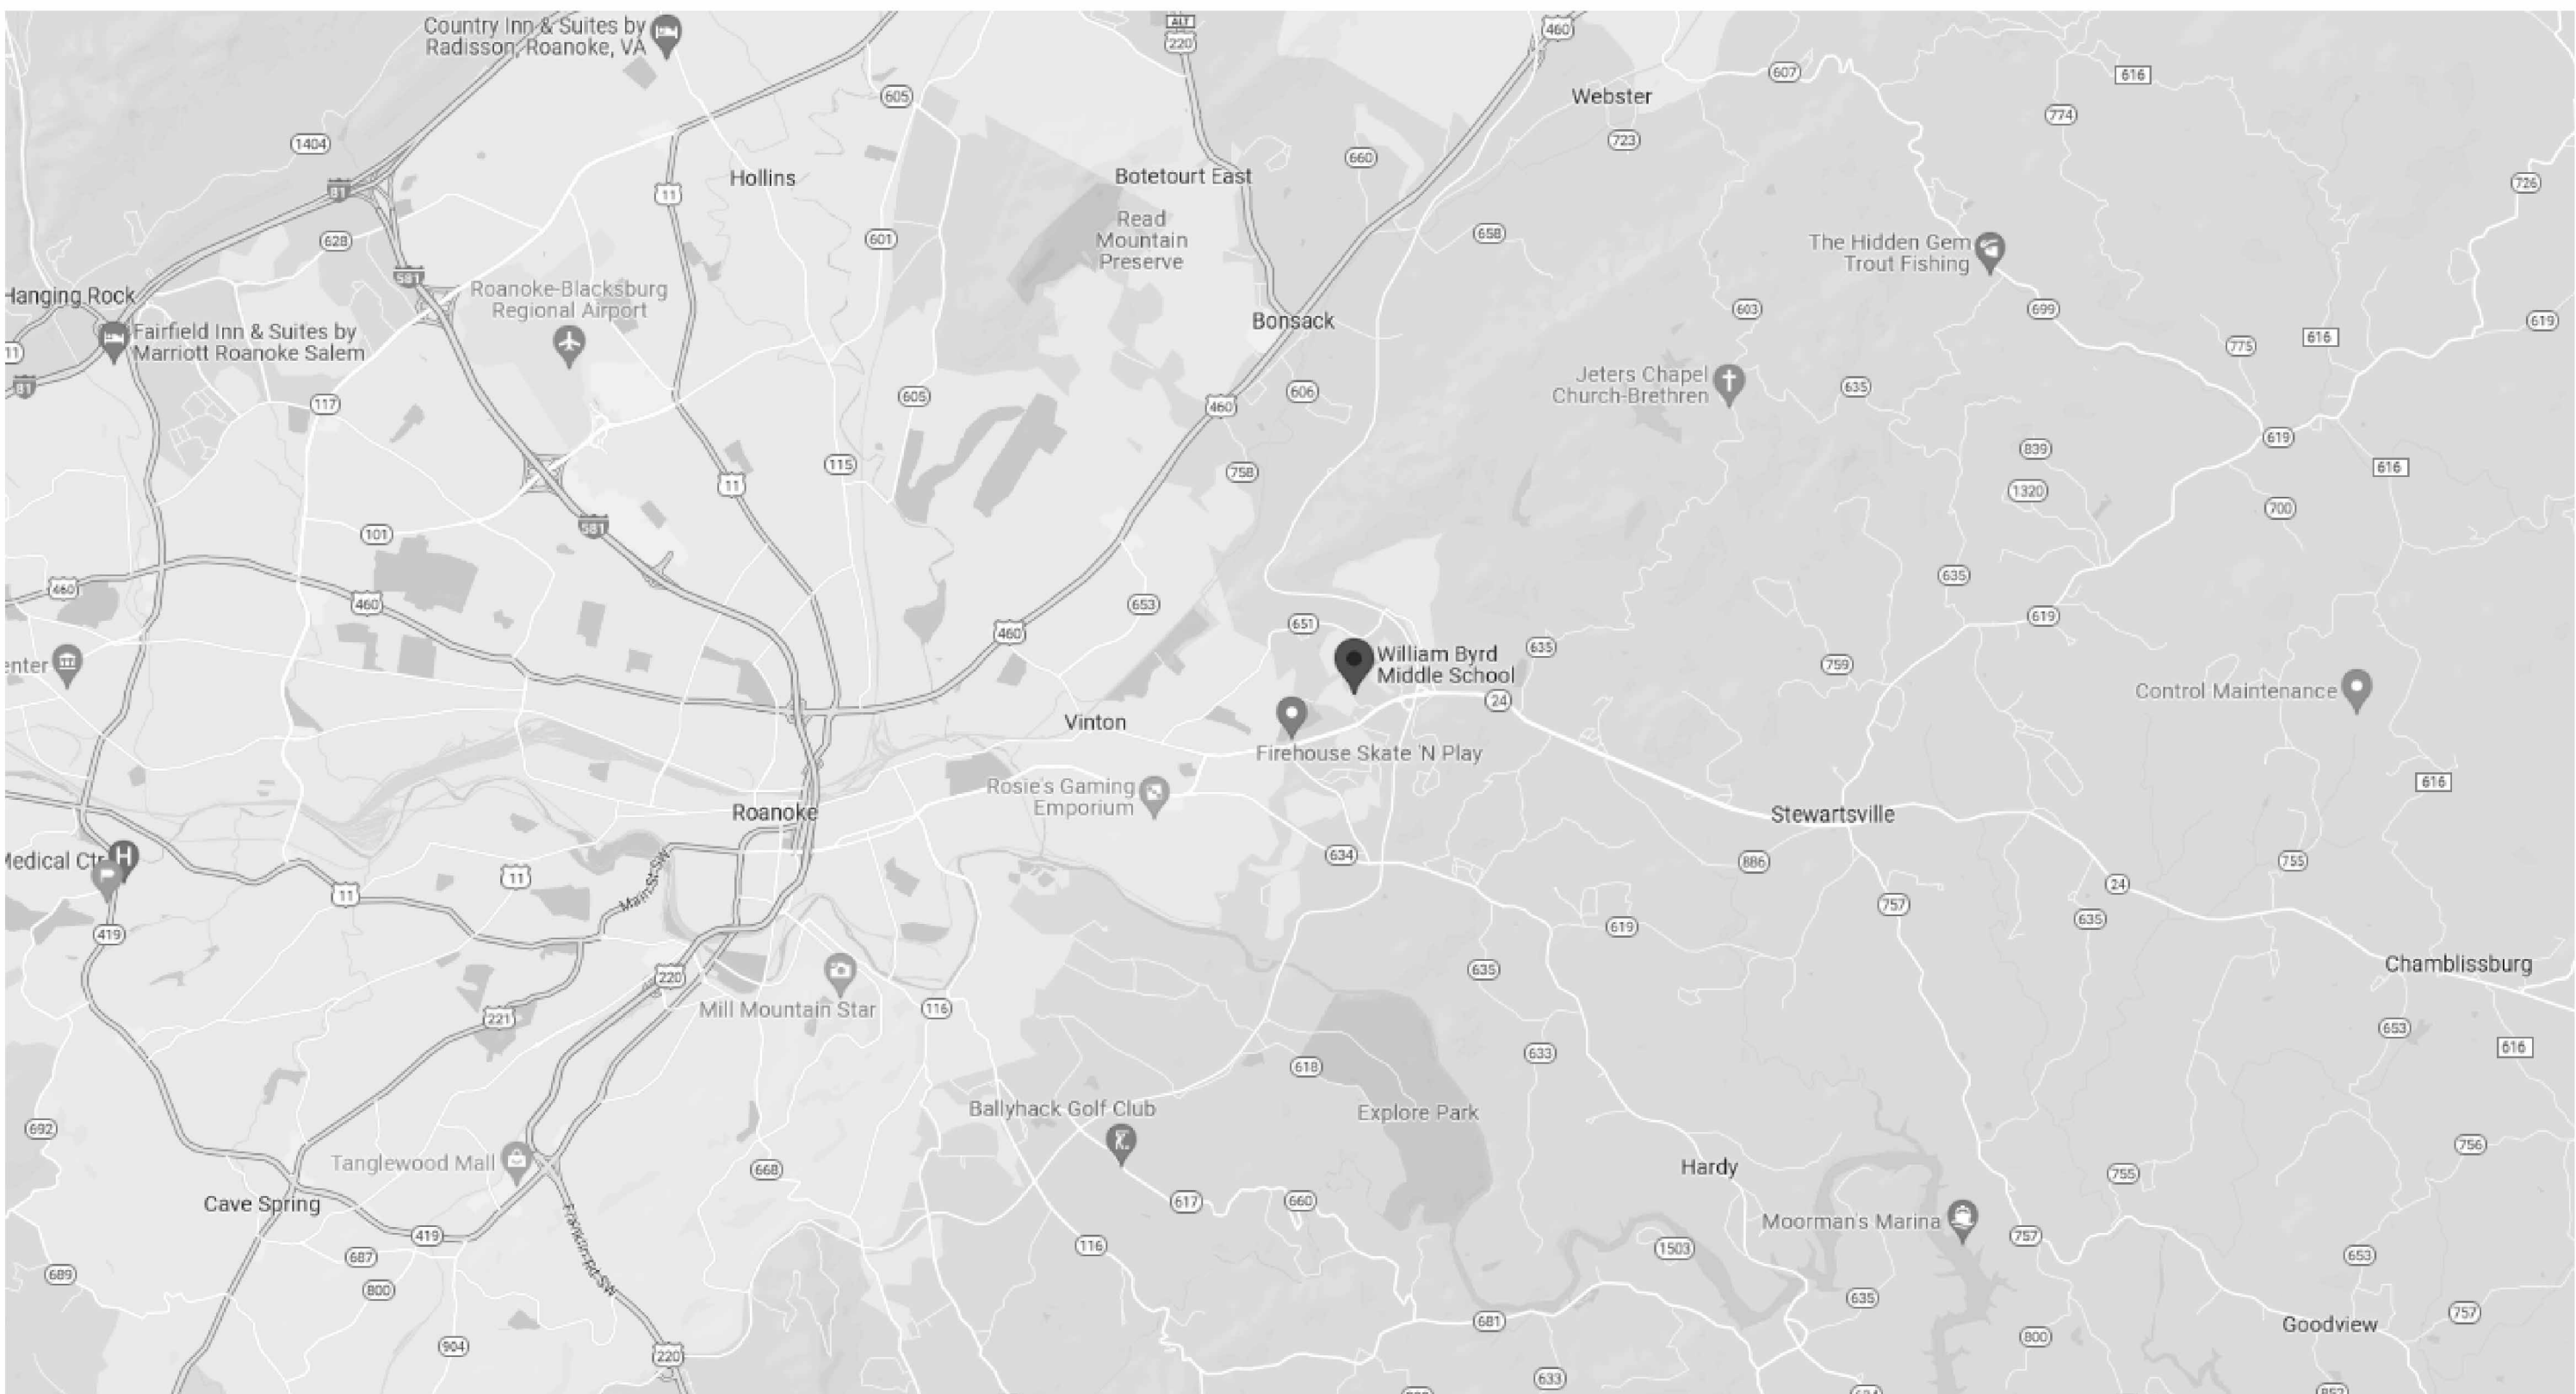 Country Inn & Suites by
Radisson, Roanoke, VA
ALT
220
460
Webster
607
616
605
774
1404
723
660
81
Hollins
11
Botetourt East
726
Read
Mountain
Preserve
628
601
658
The Hidden Gem
Trout Fishing
581
Roanoke-Blacksburg
Regional Airport
Hanging Rock
603
699
Bonsack
619
Fairfield Inn & Suites by
Marriott Roanoke Salem
616
775
11
81
Jeters Chapel
Church-Brethren
635
606
605
117
460
619
839
115
758
616
11
1320
700
581
101
635
460
460
653
619
651
460
William Byrd
Middle School
635
759
enter
Control Maintenance
24
Vinton
Firehouse Skate 'N Play
616
Rosie's Gaming
Emporium
Roanoke
Stewartsville
634
886
755
Medical Ctr
H
11
11
Main St SW
24
757
635
619
419
Chamblissburg
635
220
Mill Mountain Star
116
221
653
616
633
618
Ballyhack Golf Club
Explore Park
692
756
Tanglewood Mall
668
Hardy
755
617
660
Cave Spring
Moorman's Marina
419
757
116
1503
687
653
689
Franklin Rd SW
800
635
757
681
Goodview
800
904
220
633